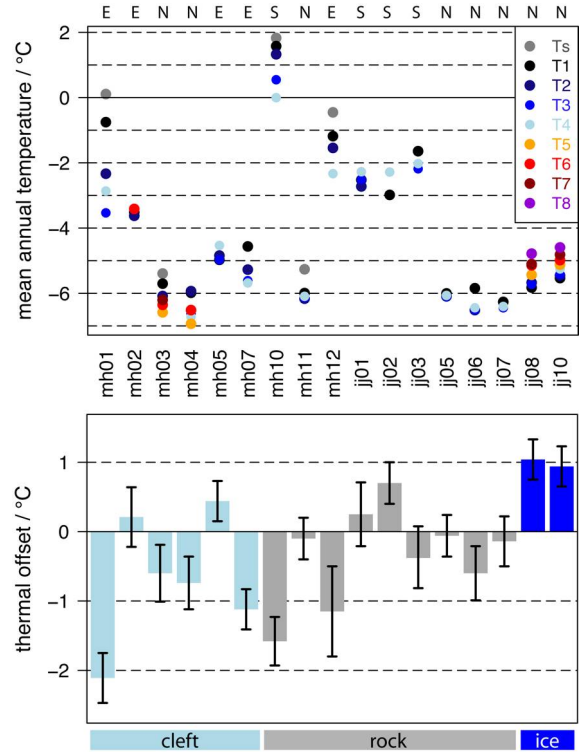 E E N N E E S N E S S S N N N N N
mean annual temperature / °C
2
0
−2
−4
−6
Ts
T1
T2
T3
T4
T5
T6
T7
T8
mh01 mh02 mh03 mh04 mh05 mh07 mh10 mh11 mh12 jj01 jj02 jj03 jj05 jj06 jj07 jj08 jj10
thermal offset / °C
1
0
−1
−2
cleft rock ice